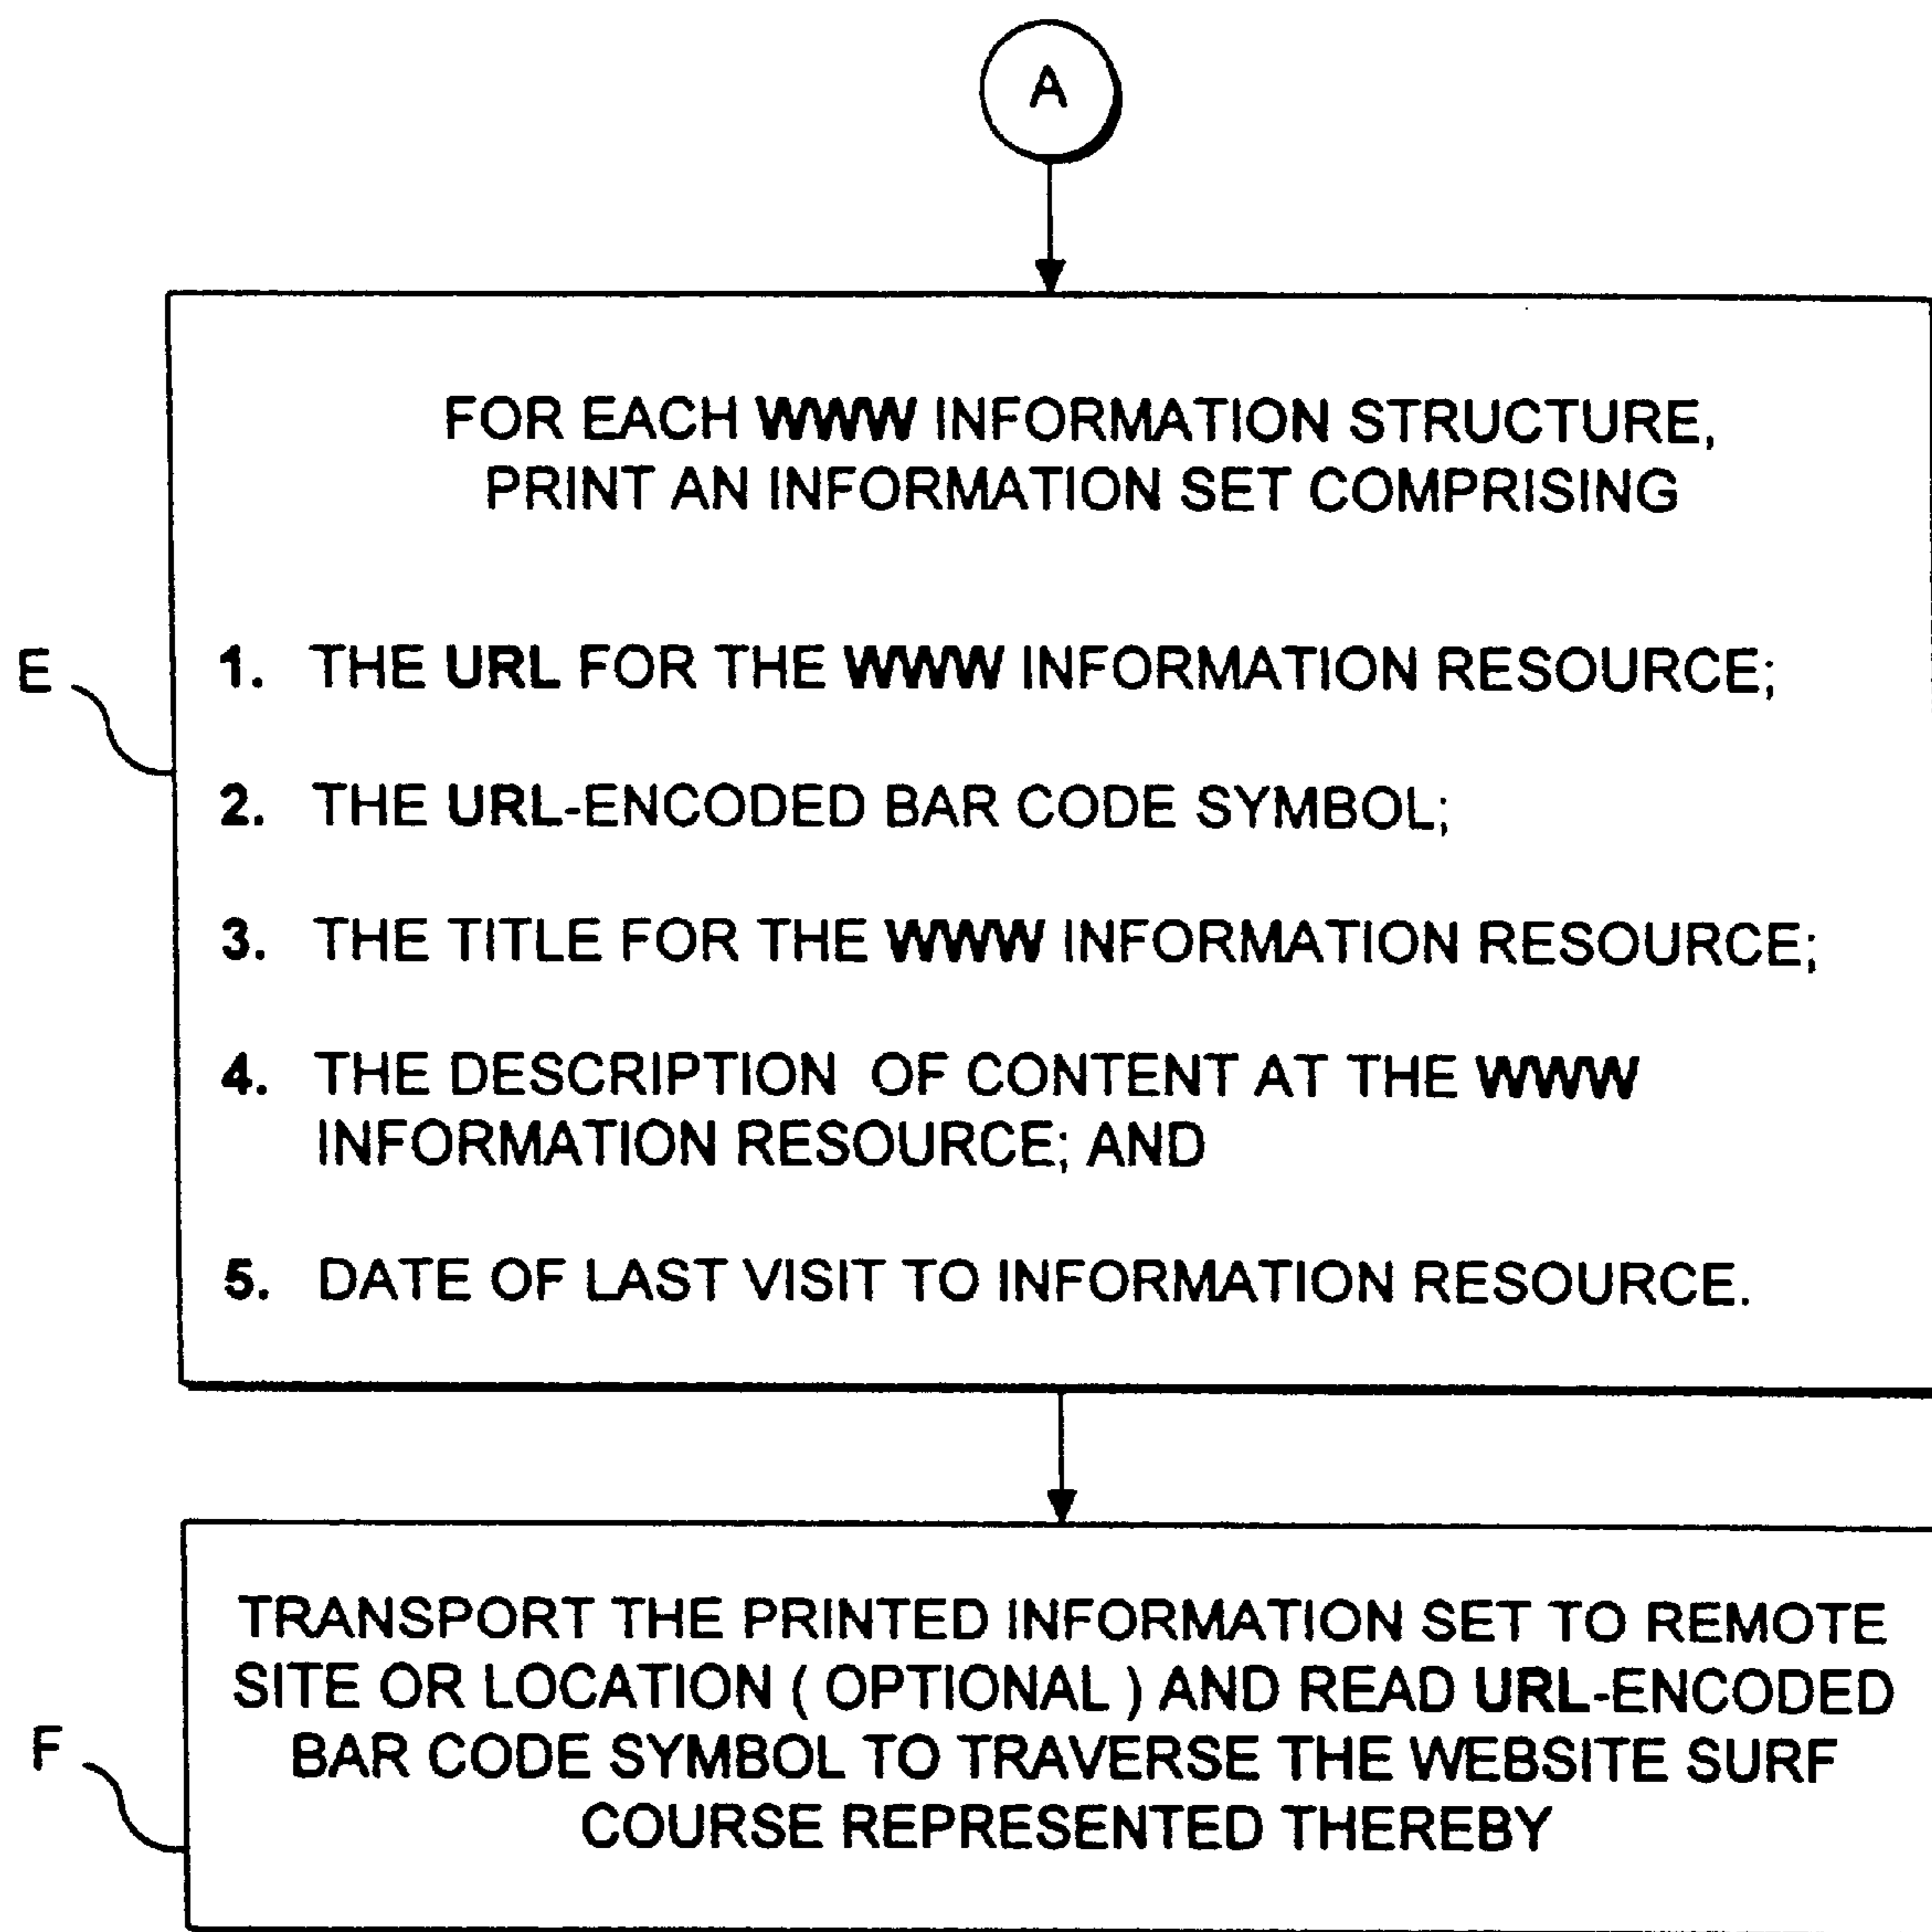 A
FOR EACH WWW INFORMATION STRUCTURE,
PRINT AN INFORMATION SET COMPRISING
E
1. THE URL FOR THE WWW INFORMATION RESOURCE;
2. THE URL-ENCODED BAR CODE SYMBOL;
3. THE TITLE FOR THE WWW INFORMATION RESOURCE;
4. THE DESCRIPTION OF CONTENT AT THE WWW
INFORMATION RESOURCE; AND
5. DATE OF LAST VISIT TO INFORMATION RESOURCE.
TRANSPORT THE PRINTED INFORMATION SET TO REMOTE
SITE OR LOCATION ( OPTIONAL ) AND READ URL-ENCODED
F
BAR CODE SYMBOL TO TRAVERSE THE WEBSITE SURF
COURSE REPRESENTED THEREBY